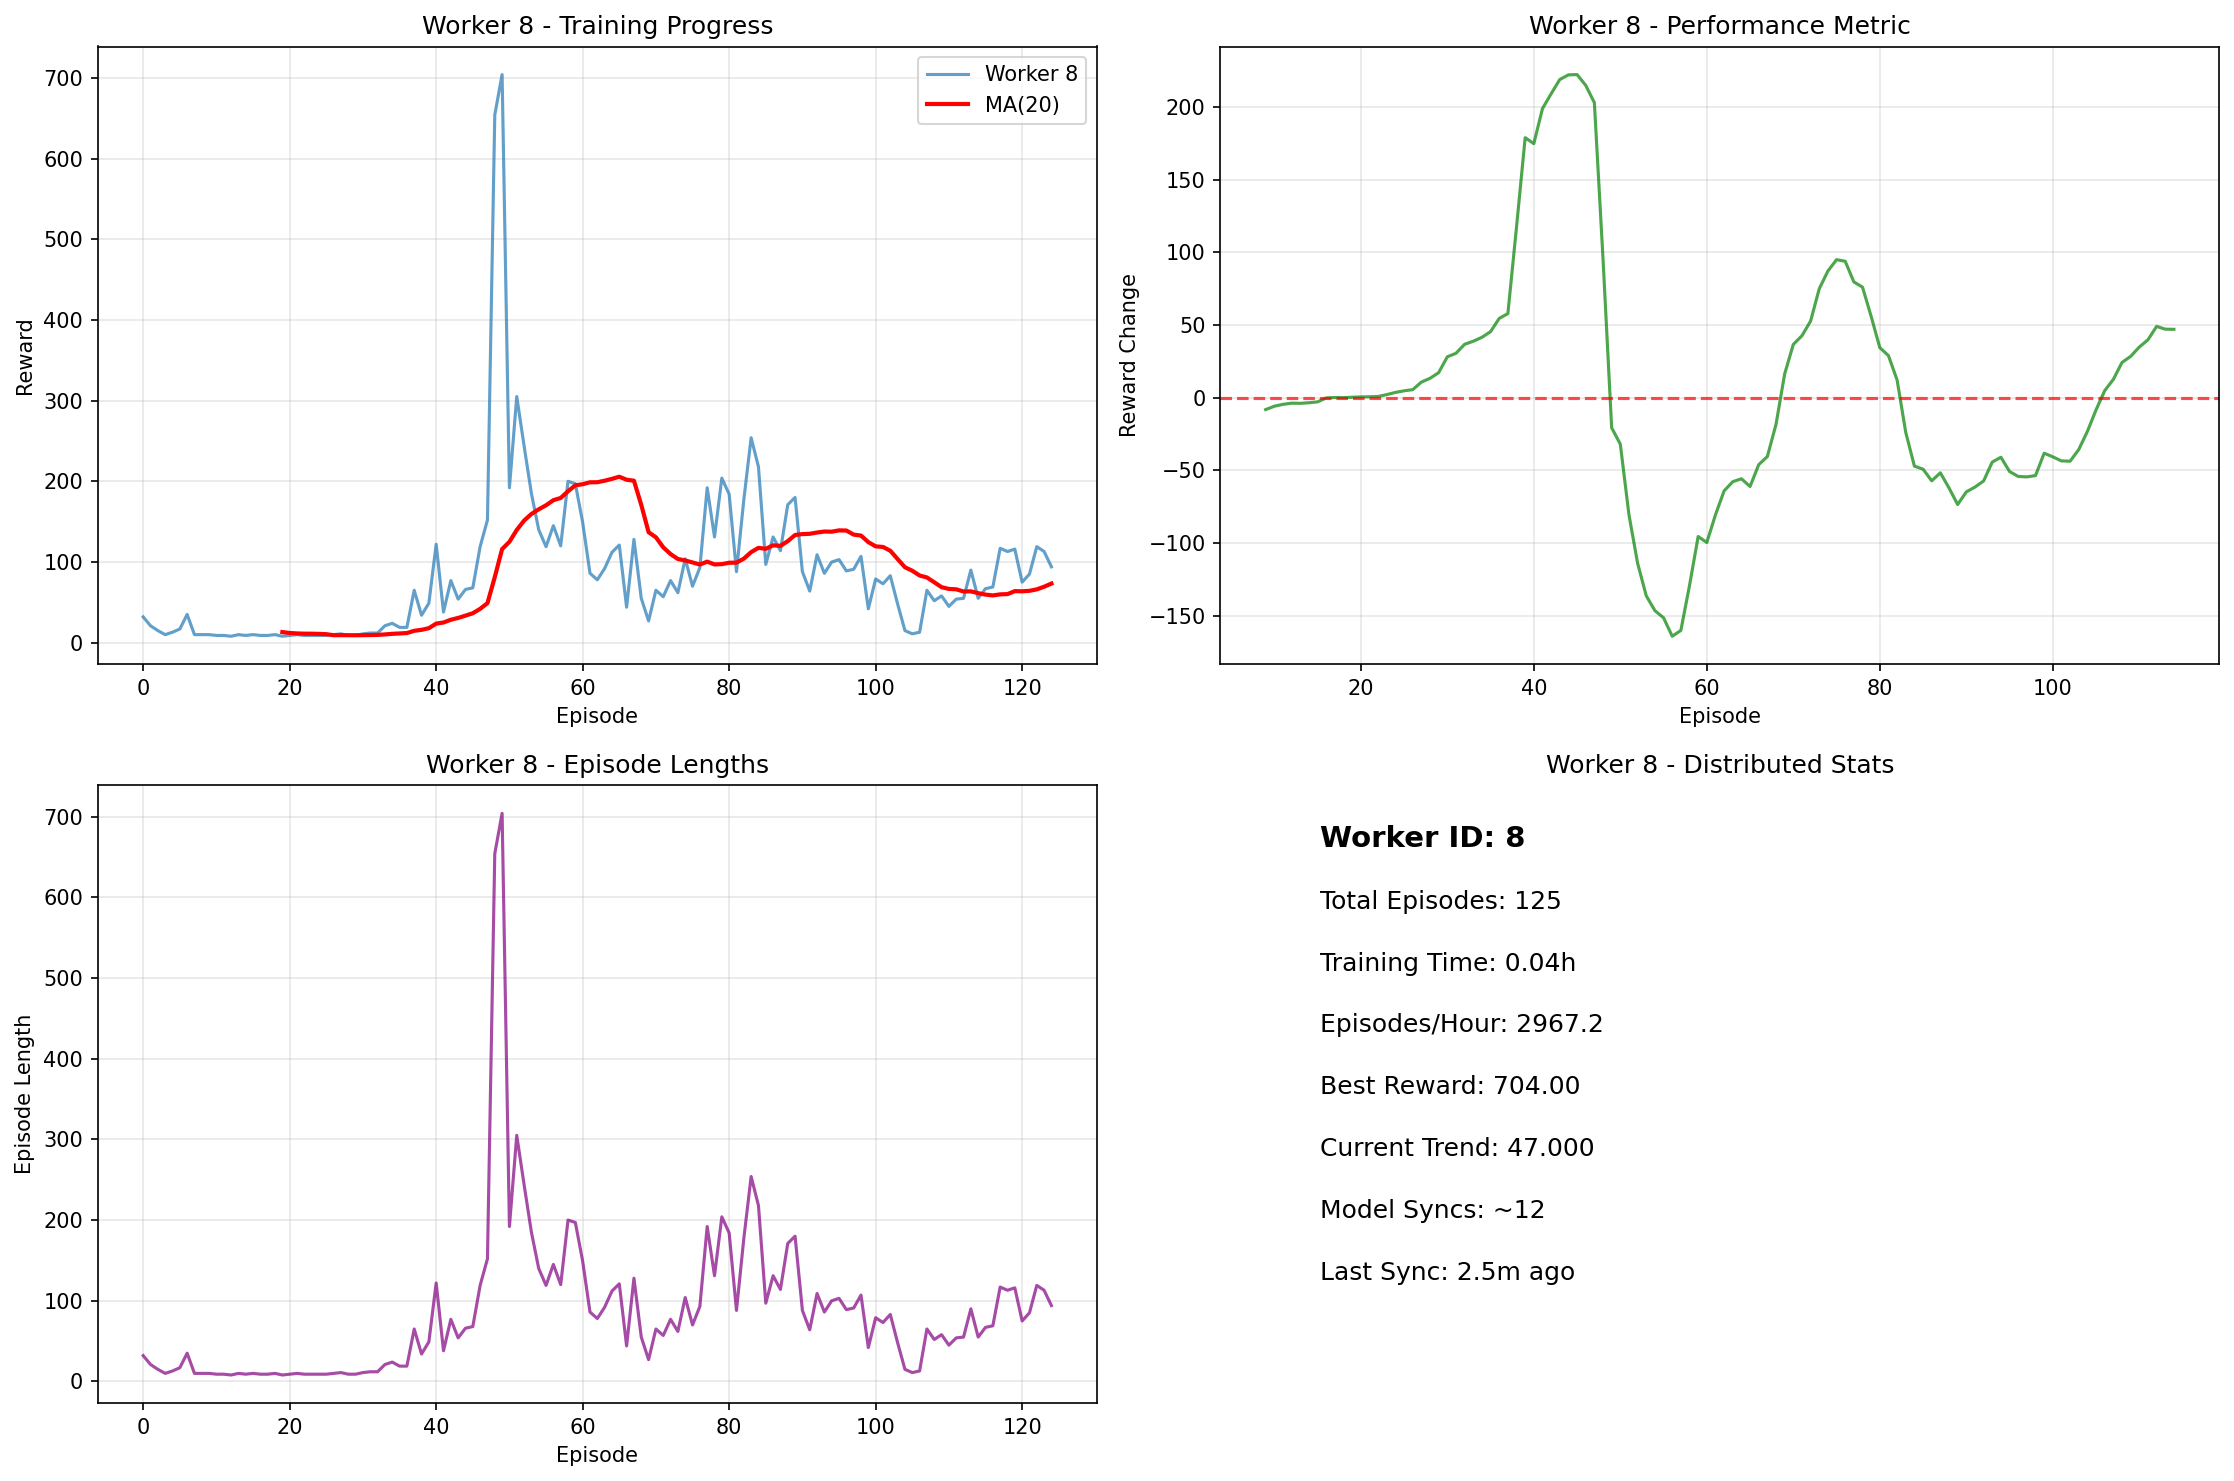 Worker 8 - Training Progress
Reward
700
600
500
400
300
200
100
0
Worker 8
MA(20)
0 20 40 60 80 100 120
Episode
Worker 8 - Performance Metric
Reward Change
200
150
100
50
0
−50
−100
−150
20 40 60 80 100
Episode
Worker 8 - Episode Lengths
Episode Length
700
600
500
400
300
200
100
0
0 20 40 60 80 100 120
Episode
Worker 8 - Distributed Stats
Worker ID: 8
Total Episodes: 125
Training Time: 0.04h
Episodes/Hour: 2967.2
Best Reward: 704.00
Current Trend: 47.000
Model Syncs: ~12
Last Sync: 2.5m ago